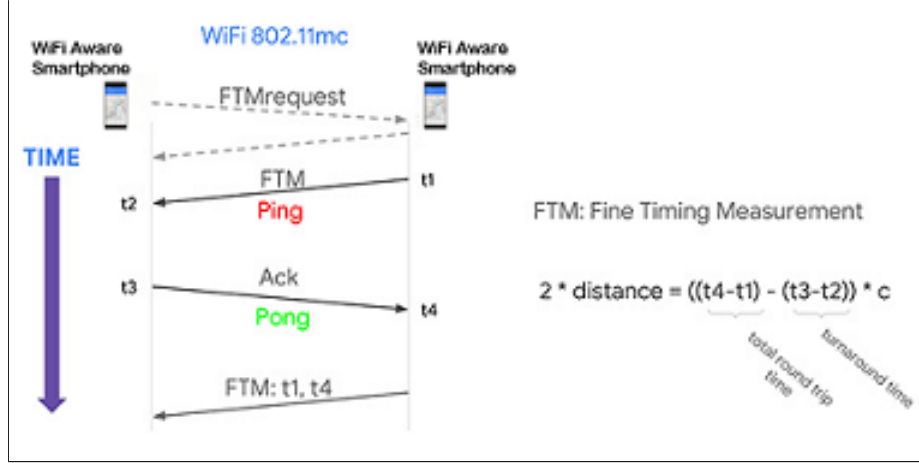 WiFi 802.11mc
WiFi Aware
Smartphone
WiFi Aware
Smartphone
FTMrequest
TIME
FTM
t1
t2
Ping
FTM: Fine Timing Measurement
t3
Ack
t4
Pong
2 * distance = ((t4-t1) - (t3-t2)) * c
total round trip
time
turnaround time
FTM: t1, t4